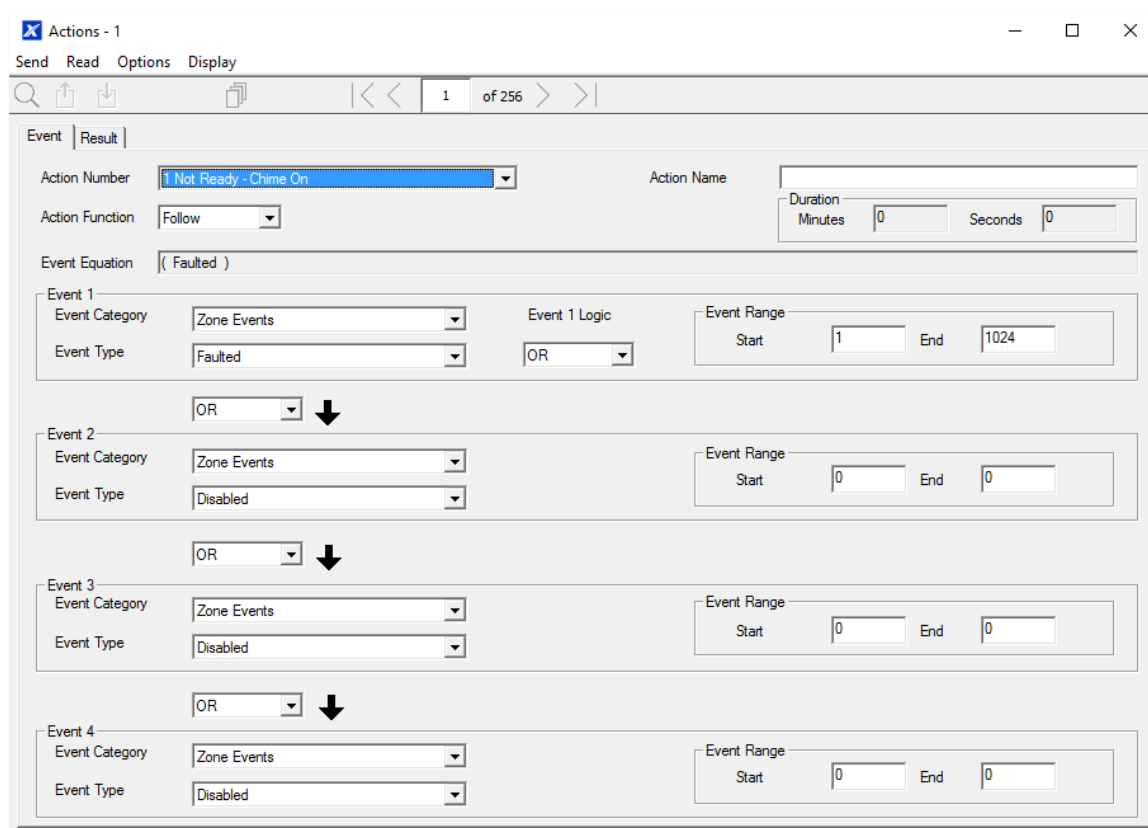 Actions - 1
Send Read Options Display
1 of 256
Event Result
Action Number 1 Not Ready - Chime On Action Name
Action Function Follow Duration
Minutes 0 Seconds 0
Event Equation ( Faulted )
Event 1
Event Category Zone Events Event 1 Logic Event Range
Start 1 End 1024
Event Type Faulted OR
OR
Event 2
Event Category Zone Events Event Range
Start 0 End 0
Event Type Disabled
OR
Event 3
Event Category Zone Events Event Range
Start 0 End 0
Event Type Disabled
OR
Event 4
Event Category Zone Events Event Range
Start 0 End 0
Event Type Disabled